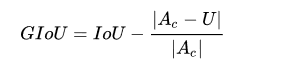 GIoU = IoU − \frac{|A_c − U|}{|A_c|}